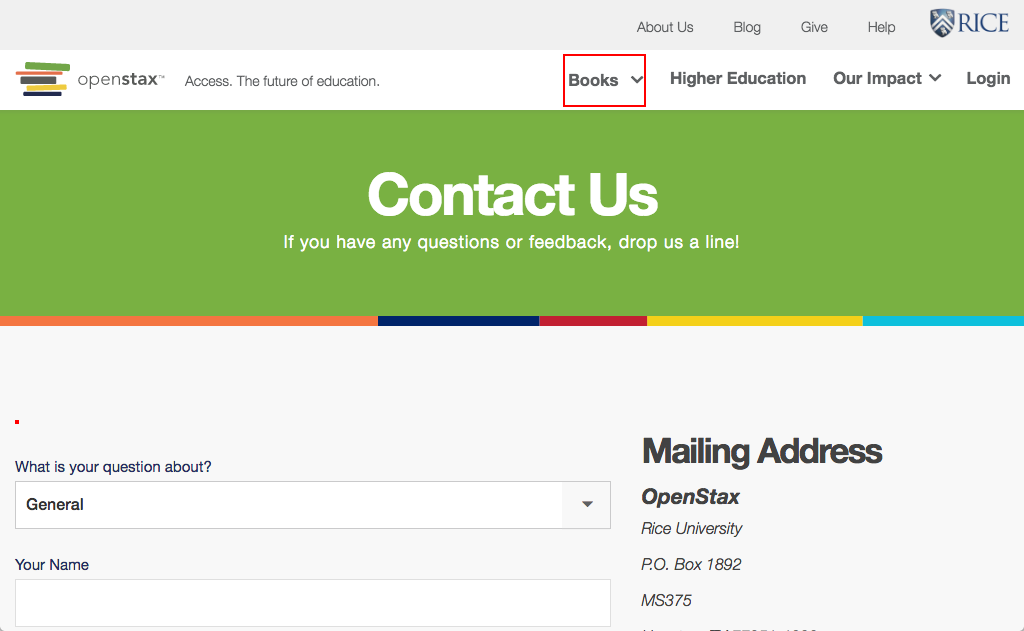 About Us Blog Give Help RICE
openstax™ Access. The future of education. Books Higher Education Our Impact Login
Contact Us
If you have any questions or feedback, drop us a line!
Mailing Address
What is your question about?
General
OpenStax
Rice University
Your Name
P.O. Box 1892
MS375